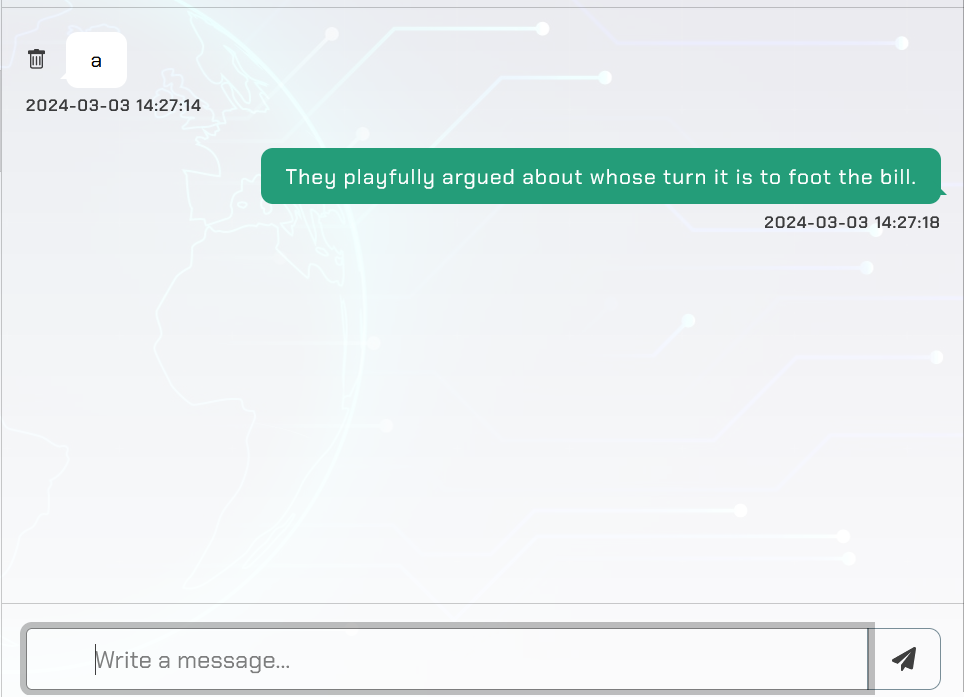 a
2024-03-03 14:27:14
They playfully argued about whose turn it is to foot the bill.
2024-03-03 14:27:18
Write a message...